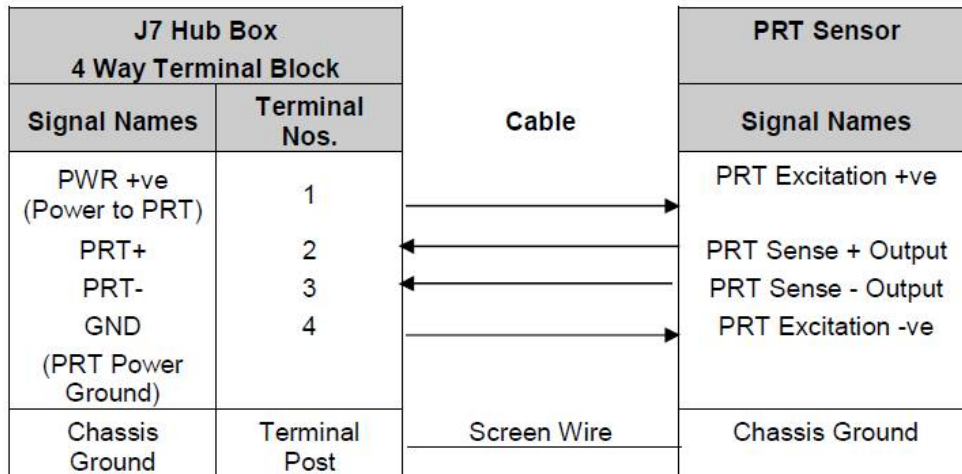 J7 Hub Box
4 Way Terminal Block
PRT Sensor
Signal Names
Terminal
Nos.
Cable
Signal Names
PWR +ve
(Power to PRT)
1
PRT Excitation +ve
PRT+
2
PRT Sense + Output
PRT-
3
PRT Sense - Output
GND
4
PRT Excitation -ve
(PRT Power
Ground)
Chassis
Ground
Terminal
Post
Screen Wire
Chassis Ground